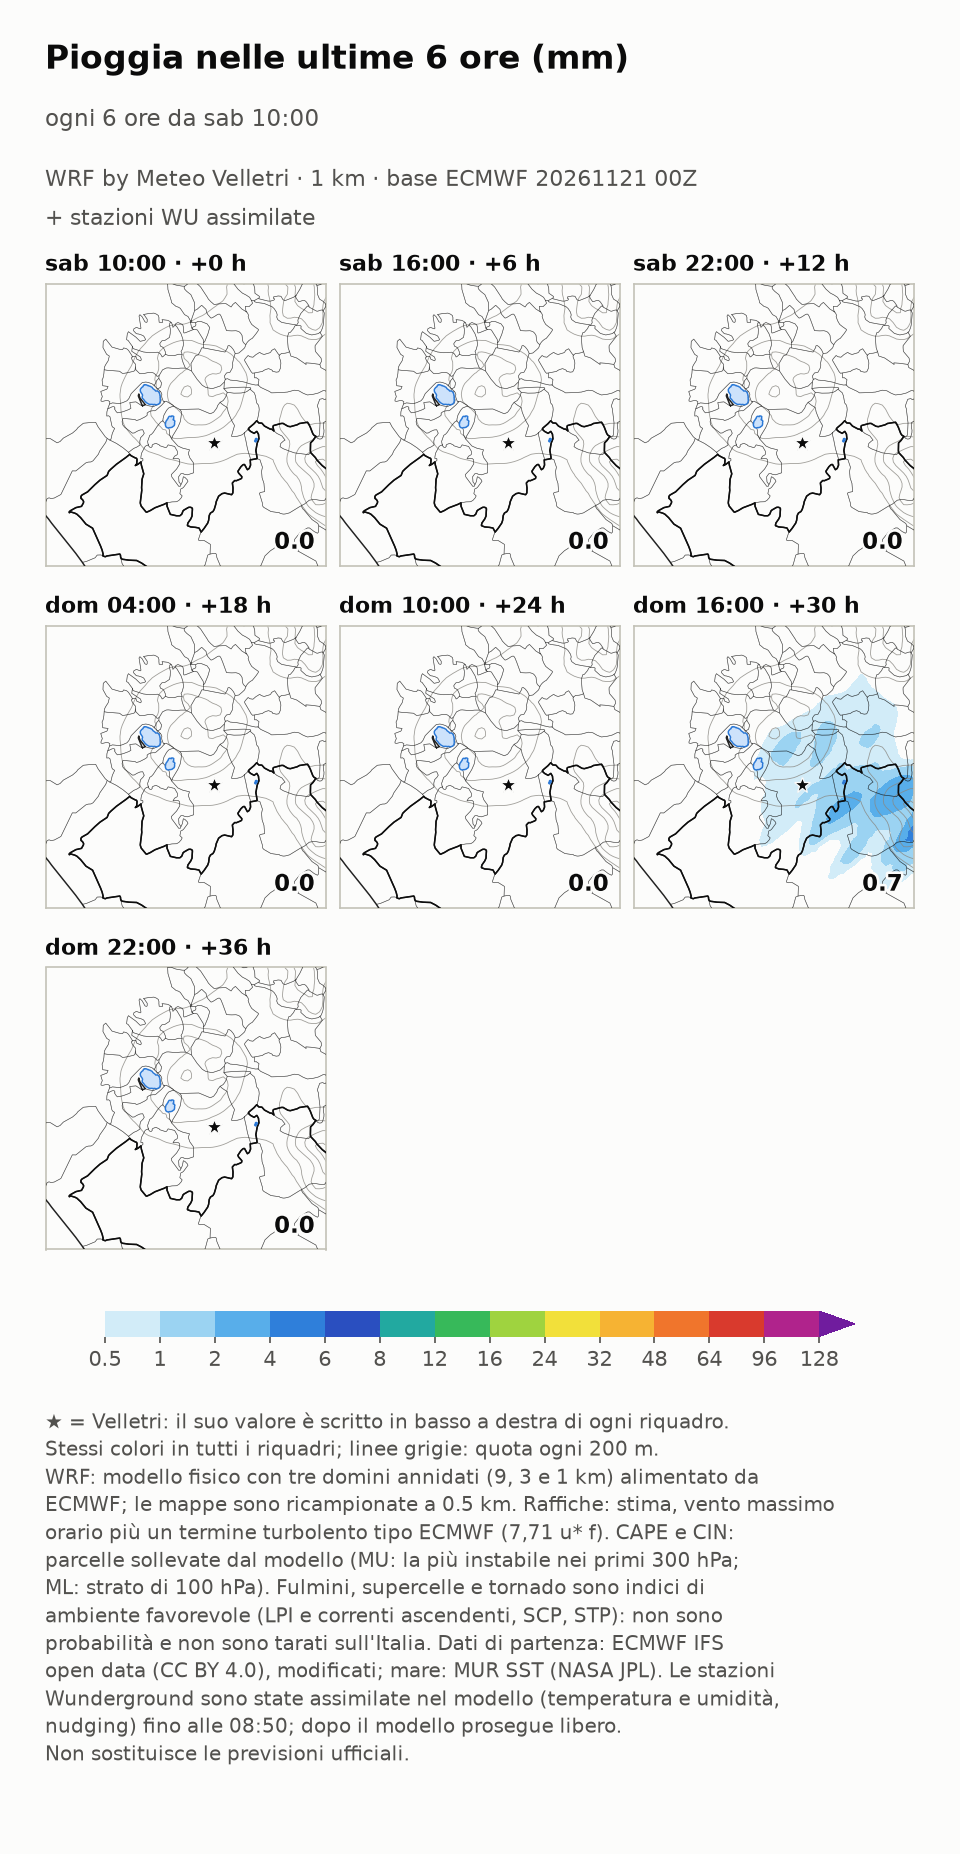 Pioggia nelle ultime 6 ore (mm)
ogni 6 ore da sab 10:00
WRF by Meteo Velletri · 1 km · base ECMWF 20261121 00Z
+ stazioni WU assimilate
sab 10:00 · +0 h
sab 16:00 · +6 h
sab 22:00 · +12 h
0.0
0.0
0.0
dom 04:00 · +18 h
dom 10:00 · +24 h
dom 16:00 · +30 h
0.0
0.0
0.7
dom 22:00 · +36 h
0.0
0.5 1 2 4 6 8 12 16 24 32 48 64 96 128
★ = Velletri: il suo valore è scritto in basso a destra di ogni riquadro.
Stessi colori in tutti i riquadri; linee grigie: quota ogni 200 m.
WRF: modello fisico con tre domini annidati (9, 3 e 1 km) alimentato da
ECMWF; le mappe sono ricampionate a 0.5 km. Raffiche: stima, vento massimo
orario più un termine turbolento tipo ECMWF (7,71 u* f). CAPE e CIN:
parcelle sollevate dal modello (MU: la più instabile nei primi 300 hPa;
ML: strato di 100 hPa). Fulmini, supercelle e tornado sono indici di
ambiente favorevole (LPI e correnti ascendenti, SCP, STP): non sono
probabilità e non sono tarati sull'Italia. Dati di partenza: ECMWF IFS
open data (CC BY 4.0), modificati; mare: MUR SST (NASA JPL). Le stazioni
Wunderground sono state assimilate nel modello (temperatura e umidità,
nudging) fino alle 08:50; dopo il modello prosegue libero.
Non sostituisce le previsioni ufficiali.